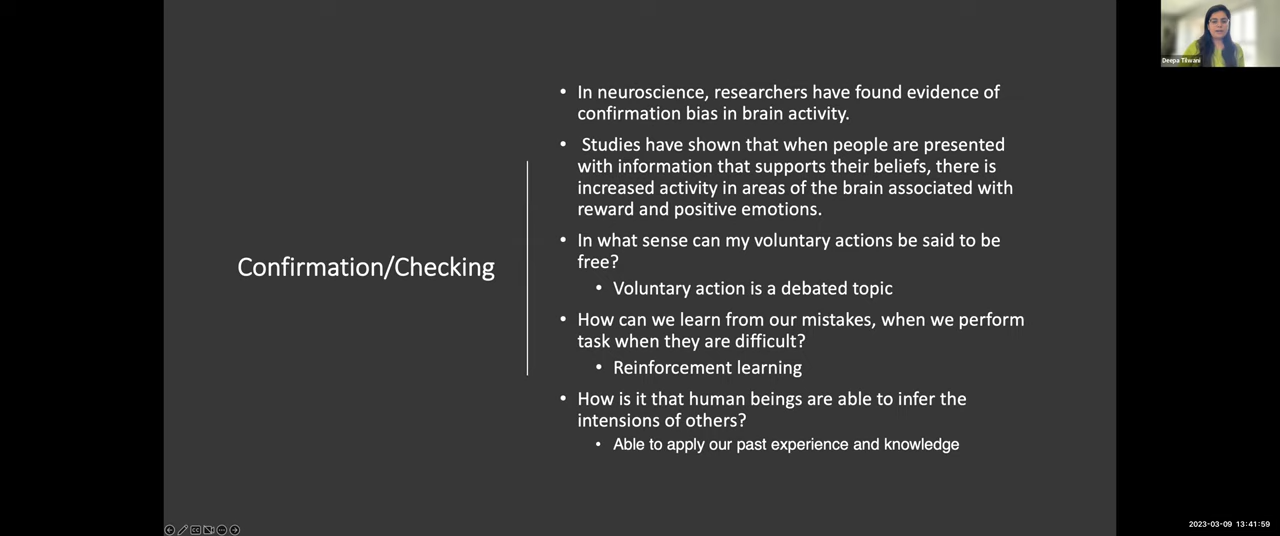 Deepa Tilwani
• In neuroscience, researchers have found evidence of
confirmation bias in brain activity.
• Studies have shown that when people are presented
with information that supports their beliefs, there is
increased activity in areas of the brain associated with
reward and positive emotions.
• In what sense can my voluntary actions be said to be
free?
• Voluntary action is a debated topic
Confirmation/Checking
• How can we learn from our mistakes, when we perform
task when they are difficult?
• Reinforcement learning
• How is it that human beings are able to infer the
intensions of others?
• Able to apply our past experience and knowledge
2023-03-09 13:41:59